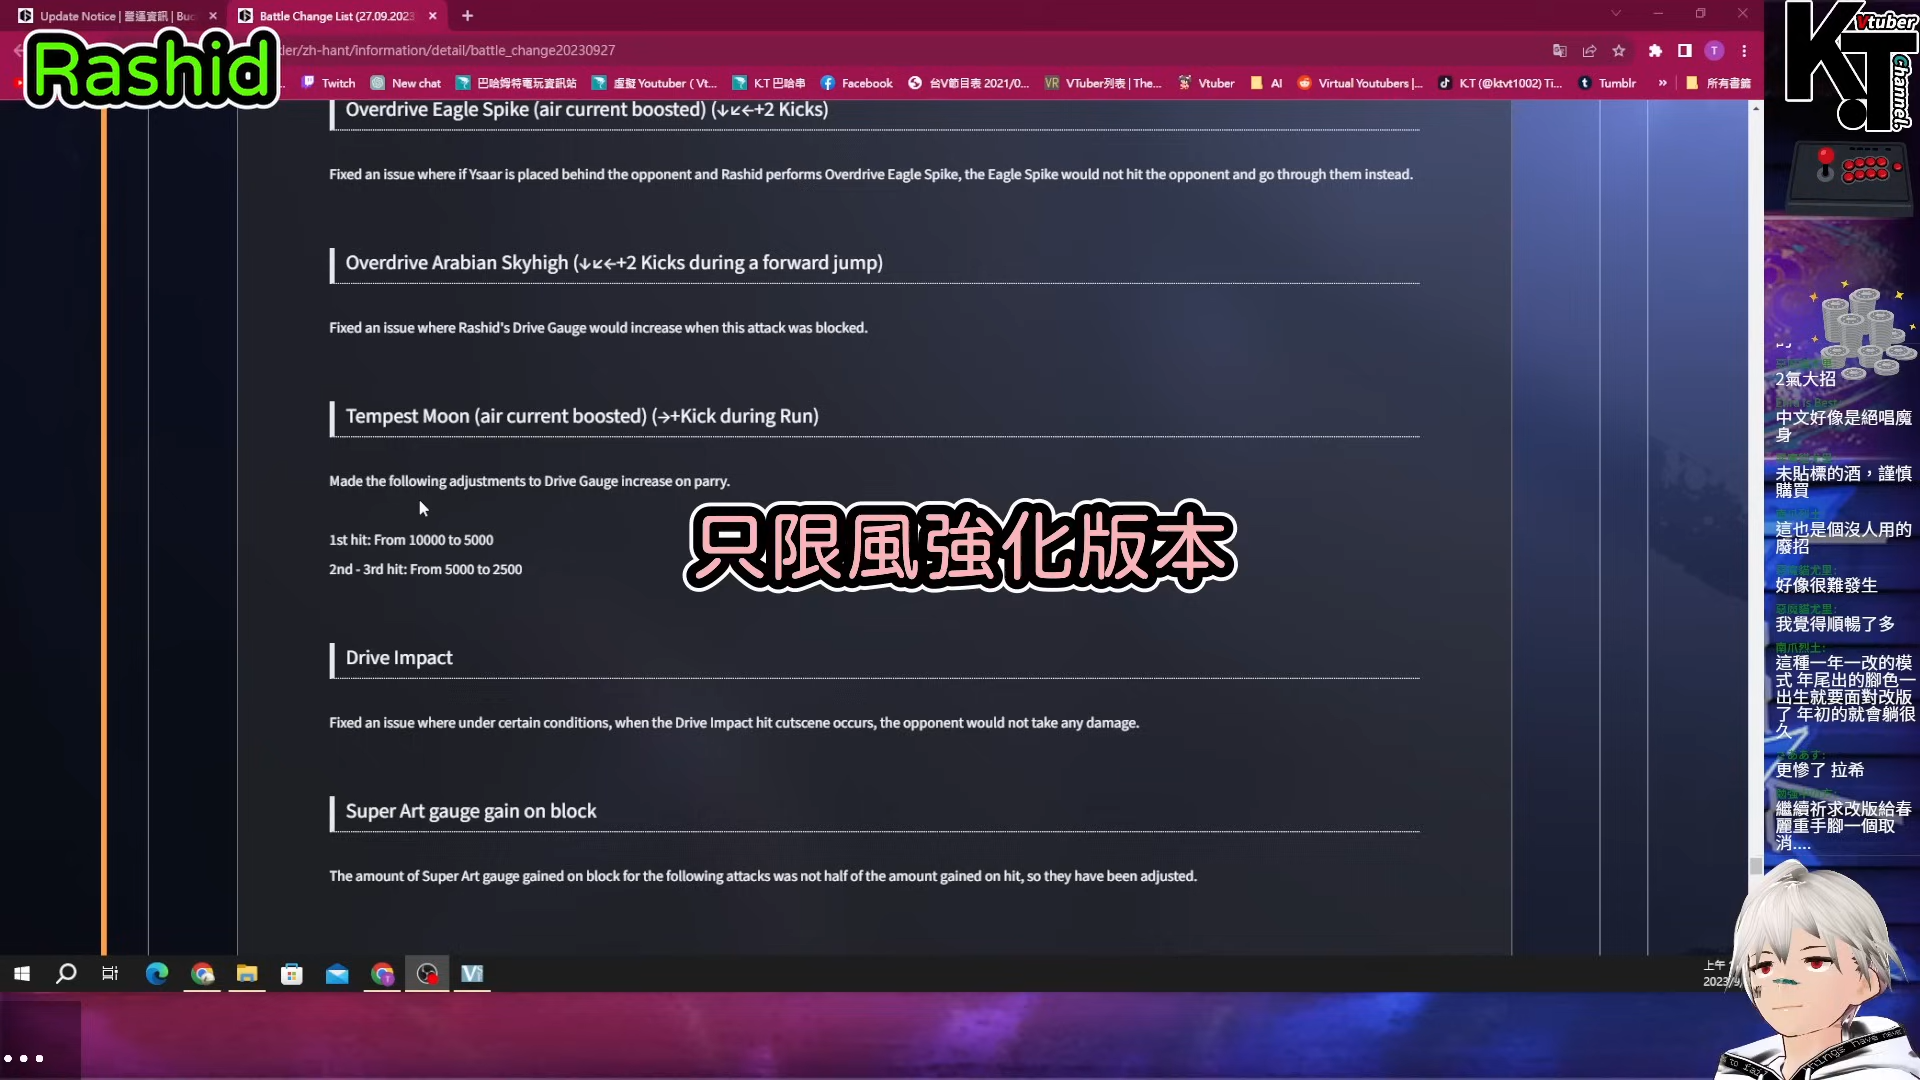 Update Notice | 營運資訊 | Buc
Battle Change List (27.09.2023
Rashid
ler/zh-hant/information/detail/battle_change20230927
Twitch
New chat
巴哈姆特電玩資訊站
虛擬 Youtuber ( Vt...
K.T 巴哈串
Facebook
台V節目表 2021/0...
VTuber列表 | The...
Vtuber
AI
Virtual Youtubers |...
K.T (@ktvt1002) Ti...
Tumblr
所有書籤
Vtuber
K.T.
Channel
Overdrive Eagle Spike (air current boosted) (↓↙←+2 Kicks)
Fixed an issue where if Ysaar is placed behind the opponent and Rashid performs Overdrive Eagle Spike, the Eagle Spike would not hit the opponent and go through them instead.
Overdrive Arabian Skyhigh (↓↙←+2 Kicks during a forward jump)
Fixed an issue where Rashid's Drive Gauge would increase when this attack was blocked.
Tempest Moon (air current boosted) (→+Kick during Run)
Made the following adjustments to Drive Gauge increase on parry.
1st hit: From 10000 to 5000
2nd - 3rd hit: From 5000 to 2500
只限風強化版本
Drive Impact
Fixed an issue where under certain conditions, when the Drive Impact hit cutscene occurs, the opponent would not take any damage.
Super Art gauge gain on block
The amount of Super Art gauge gained on block for the following attacks was not half of the amount gained on hit, so they have been adjusted.
2氣大招
中文好像是絕唱魔
身
未貼標的酒，謹慎
購買
這也是個沒人用的
廢招
好像很難發生
惡魔貓尤里:
我覺得順暢了多
南爪烈士:
這種一年一改的模
式 年尾出的腳色一
出生就要面對改版
了 年初的就會躺很
久
更慘了 拉希
繼續祈求改版給春
麗重手腳一個取
消....
上午
2023/9/